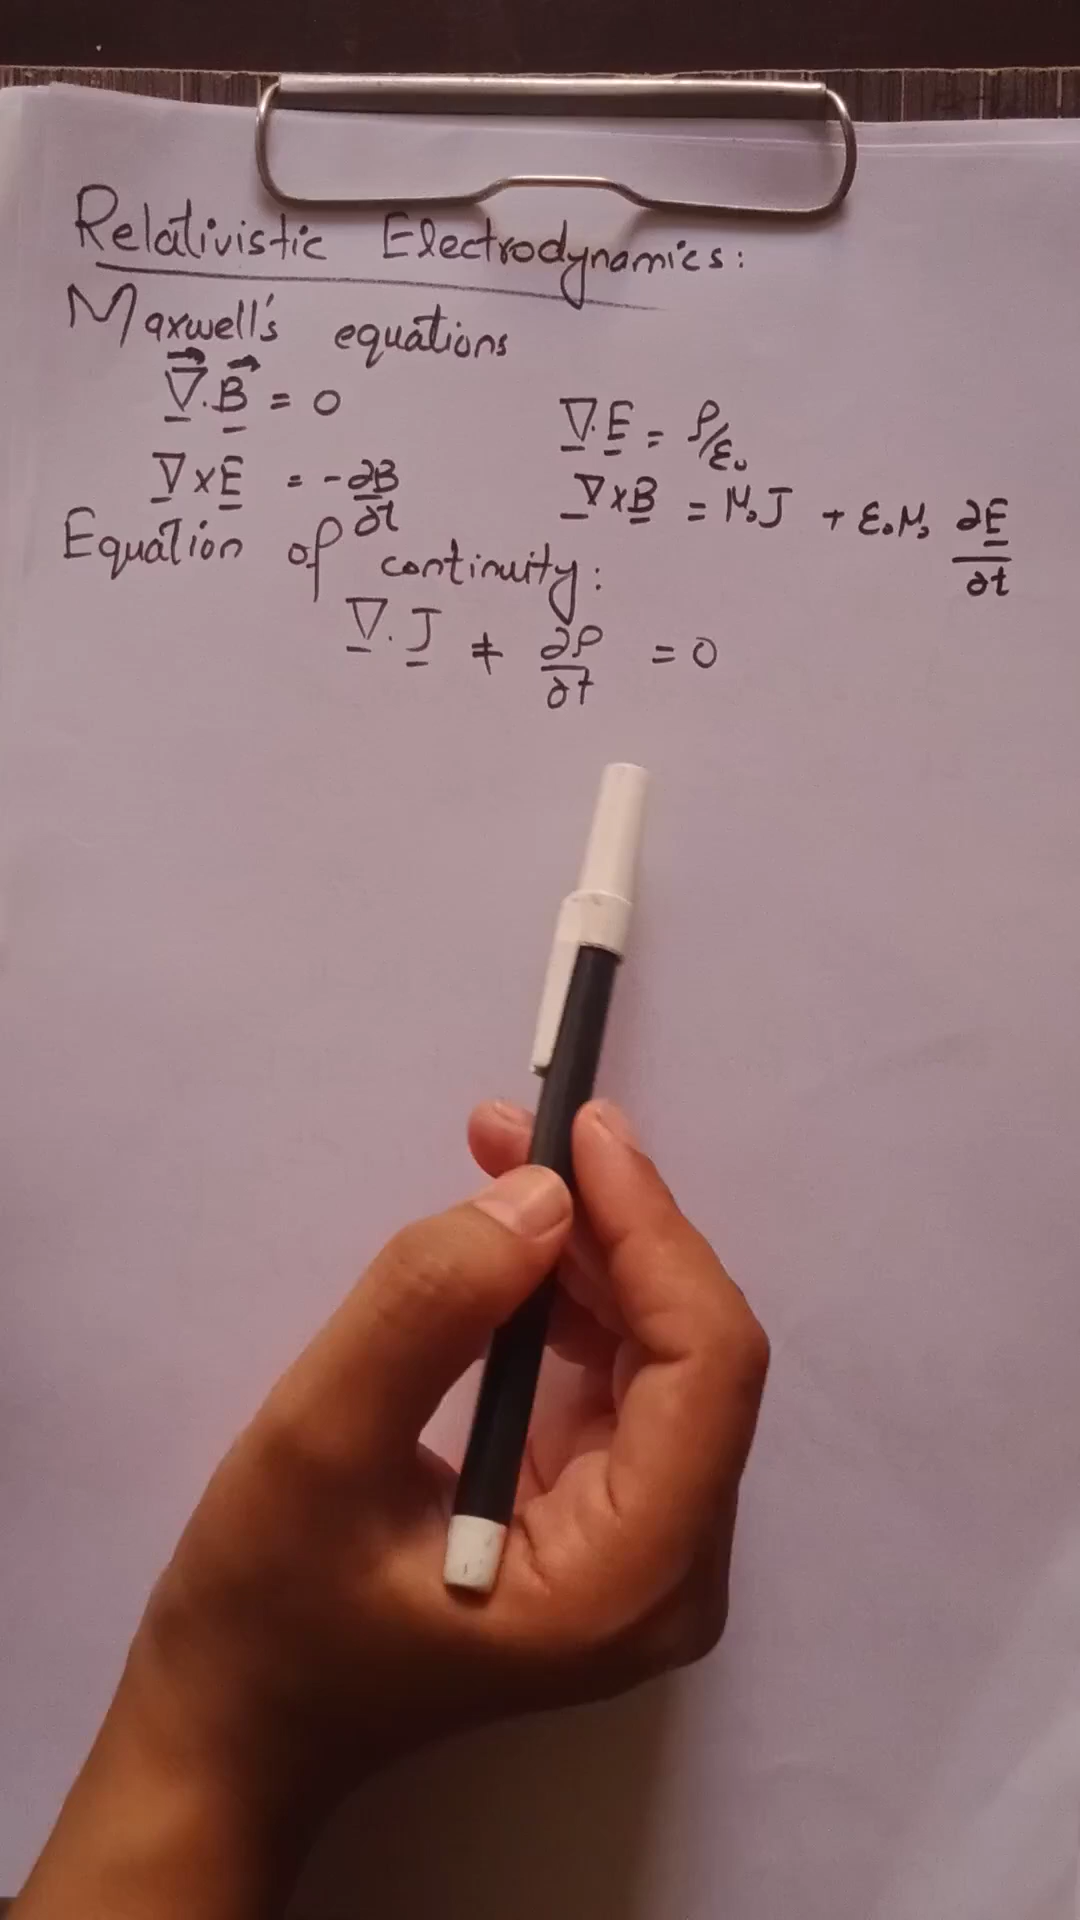 Relativistic Electrodynamics:
Maxwell's equations
∇⃗.B⃗ = 0
∇.E = ρ/ε₀
∇×E = -∂B/∂t
∇×B = μ₀J + ε₀μ₀ ∂E/∂t
Equation of continuity:
∇.J + ∂ρ/∂t = 0